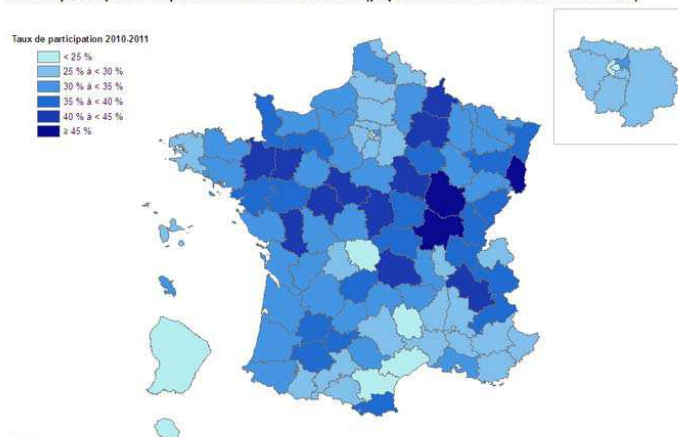 Taux de participation 2010-2011
< 25 %
25 % à < 30 %
30 % à < 35 %
35 % à < 40 %
40 % à < 45 %
≥ 45 %